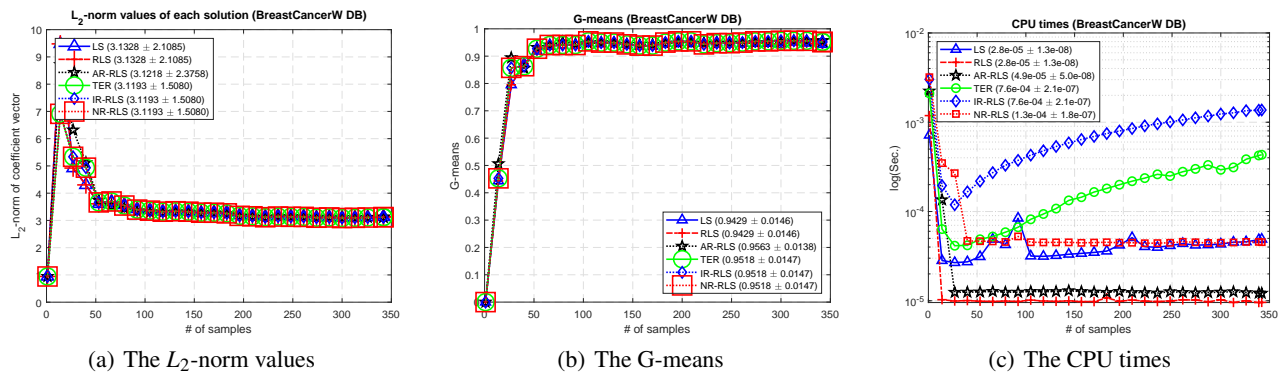 L2-norm values of each solution (BreastCancerW DB)
L2-norm of coefficient vector
10
9
8
7
6
5
4
3
2
1
0
LS (3.1328 ± 2.1085)
RLS (3.1328 ± 2.1085)
AR-RLS (3.1218 ± 2.3758)
TER (3.1193 ± 1.5080)
IR-RLS (3.1193 ± 1.5080)
NR-RLS (3.1193 ± 1.5080)
0 50 100 150 200 250 300 350
# of samples
(a) The L2-norm values
G-means (BreastCancerW DB)
G-means
1
0.9
0.8
0.7
0.6
0.5
0.4
0.3
0.2
0.1
0
LS (0.9429 ± 0.0146)
RLS (0.9429 ± 0.0146)
AR-RLS (0.9563 ± 0.0138)
TER (0.9518 ± 0.0147)
IR-RLS (0.9518 ± 0.0147)
NR-RLS (0.9518 ± 0.0147)
0 50 100 150 200 250 300 350
# of samples
(b) The G-means
CPU times (BreastCancerW DB)
log(Sec.)
10^-2
10^-3
10^-4
10^-5
LS (2.8e-05 ± 1.3e-08)
RLS (2.8e-05 ± 1.3e-08)
AR-RLS (4.9e-05 ± 5.0e-08)
TER (7.6e-04 ± 2.1e-07)
IR-RLS (7.6e-04 ± 2.1e-07)
NR-RLS (1.3e-04 ± 1.8e-07)
0 50 100 150 200 250 300 350
# of samples
(c) The CPU times